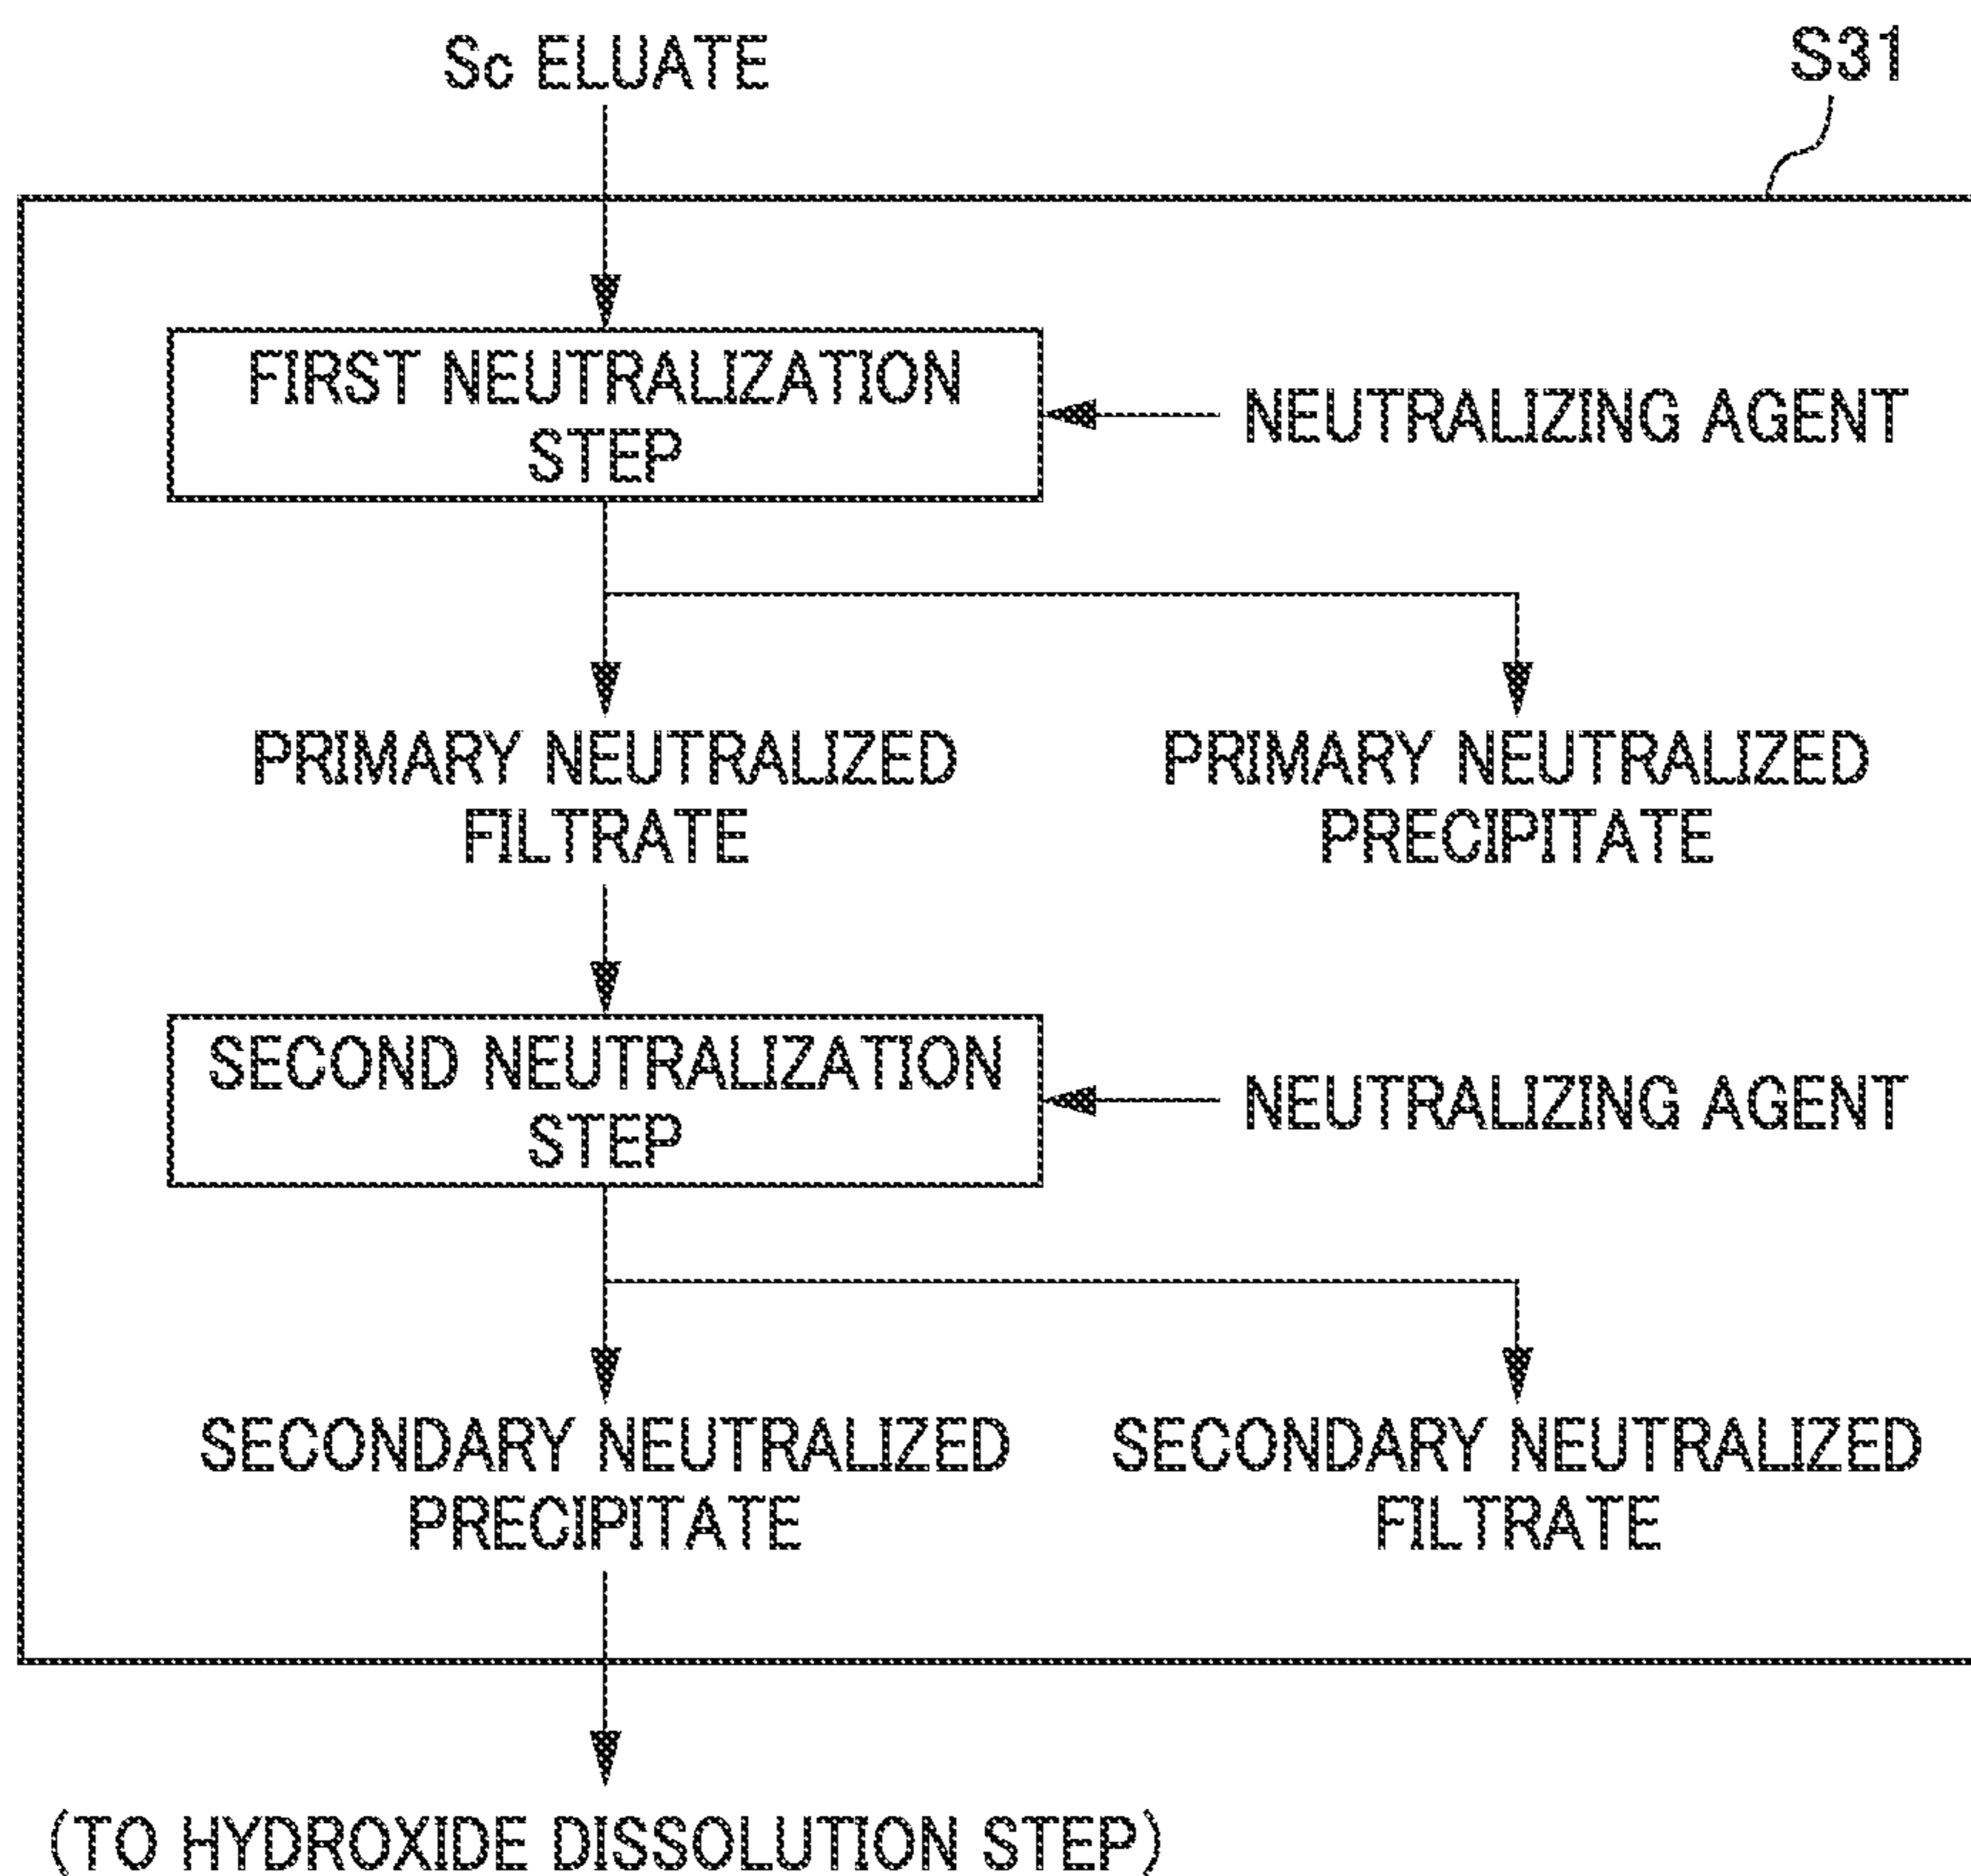 Sc ELUATE
S31
FIRST NEUTRALIZATION
STEP
NEUTRALIZING AGENT
PRIMARY NEUTRALIZED
FILTRATE
PRIMARY NEUTRALIZED
PRECIPITATE
SECOND NEUTRALIZATION
STEP
NEUTRALIZING AGENT
SECONDARY NEUTRALIZED
PRECIPITATE
SECONDARY NEUTRALIZED
FILTRATE
(TO HYDROXIDE DISSOLUTION STEP)